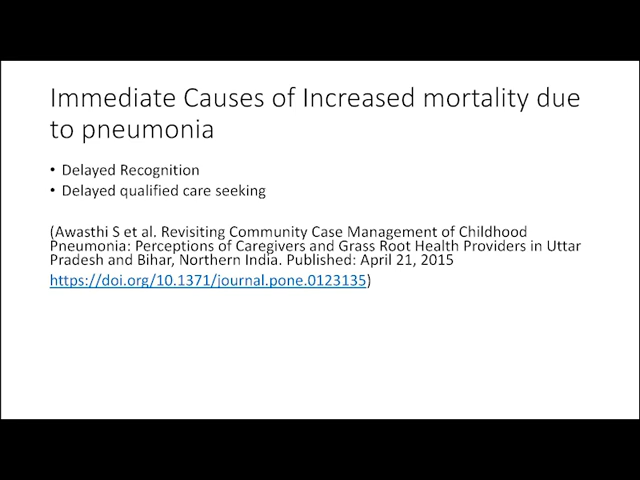 Immediate Causes of Increased mortality due
to pneumonia
• Delayed Recognition
• Delayed qualified care seeking
(Awasthi S et al. Revisiting Community Case Management of Childhood
Pneumonia: Perceptions of Caregivers and Grass Root Health Providers in Uttar
Pradesh and Bihar, Northern India. Published: April 21, 2015
https://doi.org/10.1371/journal.pone.0123135)